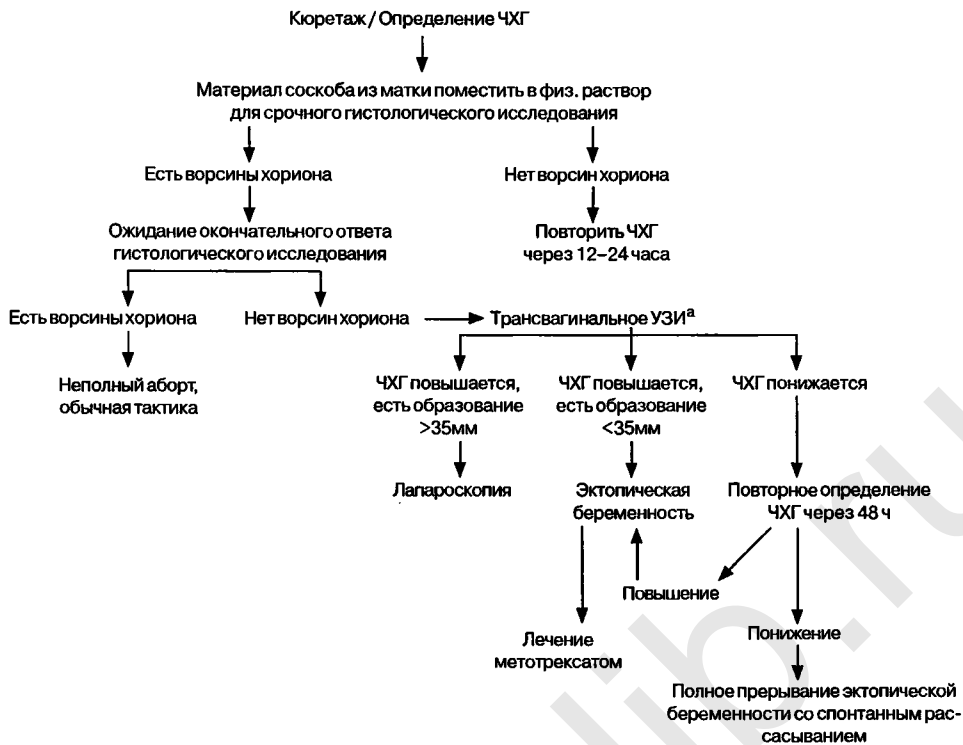 Кюретаж / Определение ЧХГ
Материал соскоба из матки поместить в физ. раствор
для срочного гистологического исследования
Есть ворсины хориона
Нет ворсин хориона
Ожидание окончательного ответа
гистологического исследования
Повторить ЧХГ
через 12–24 часа
Есть ворсины хориона
Нет ворсин хориона
Трансвагинальное УЗИa
Неполный аборт,
обычная тактика
ЧХГ повышается,
есть образование
>35мм
ЧХГ повышается,
есть образование
<35мм
ЧХГ понижается
Лапароскопия
Эктопическая
беременность
Повторное определение
ЧХГ через 48 ч
Повышение
Лечение
метотрексатом
Понижение
Полное прерывание эктопической
беременности со спонтанным рас-
сасыванием
lib.ru